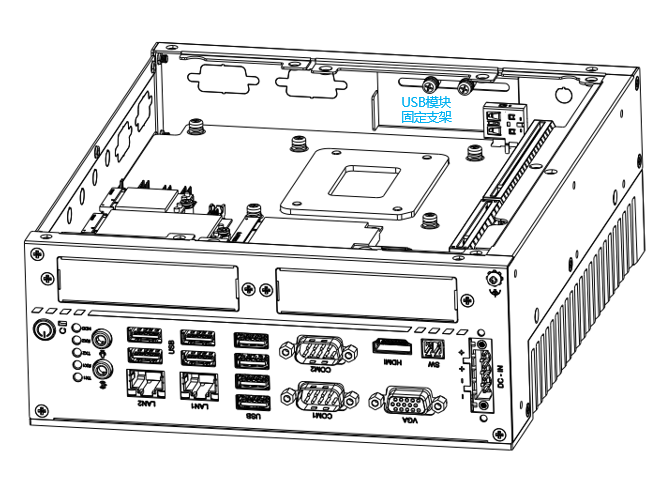 USB模块
固定支架
USB
COM2
HDMI
SW
DC-IN
LAN2
LAN1
USB
COM1
VGA